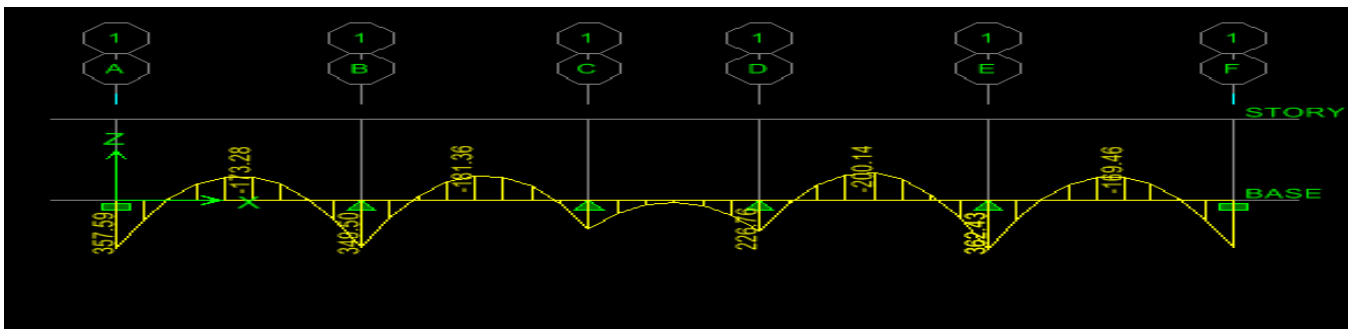 1 1 1 1 1 1
A B C D E F
STORY
Z
-173.28
-181.36
-200.14
-169.46
X
BASE
357.59
349.50
226.76
362.43